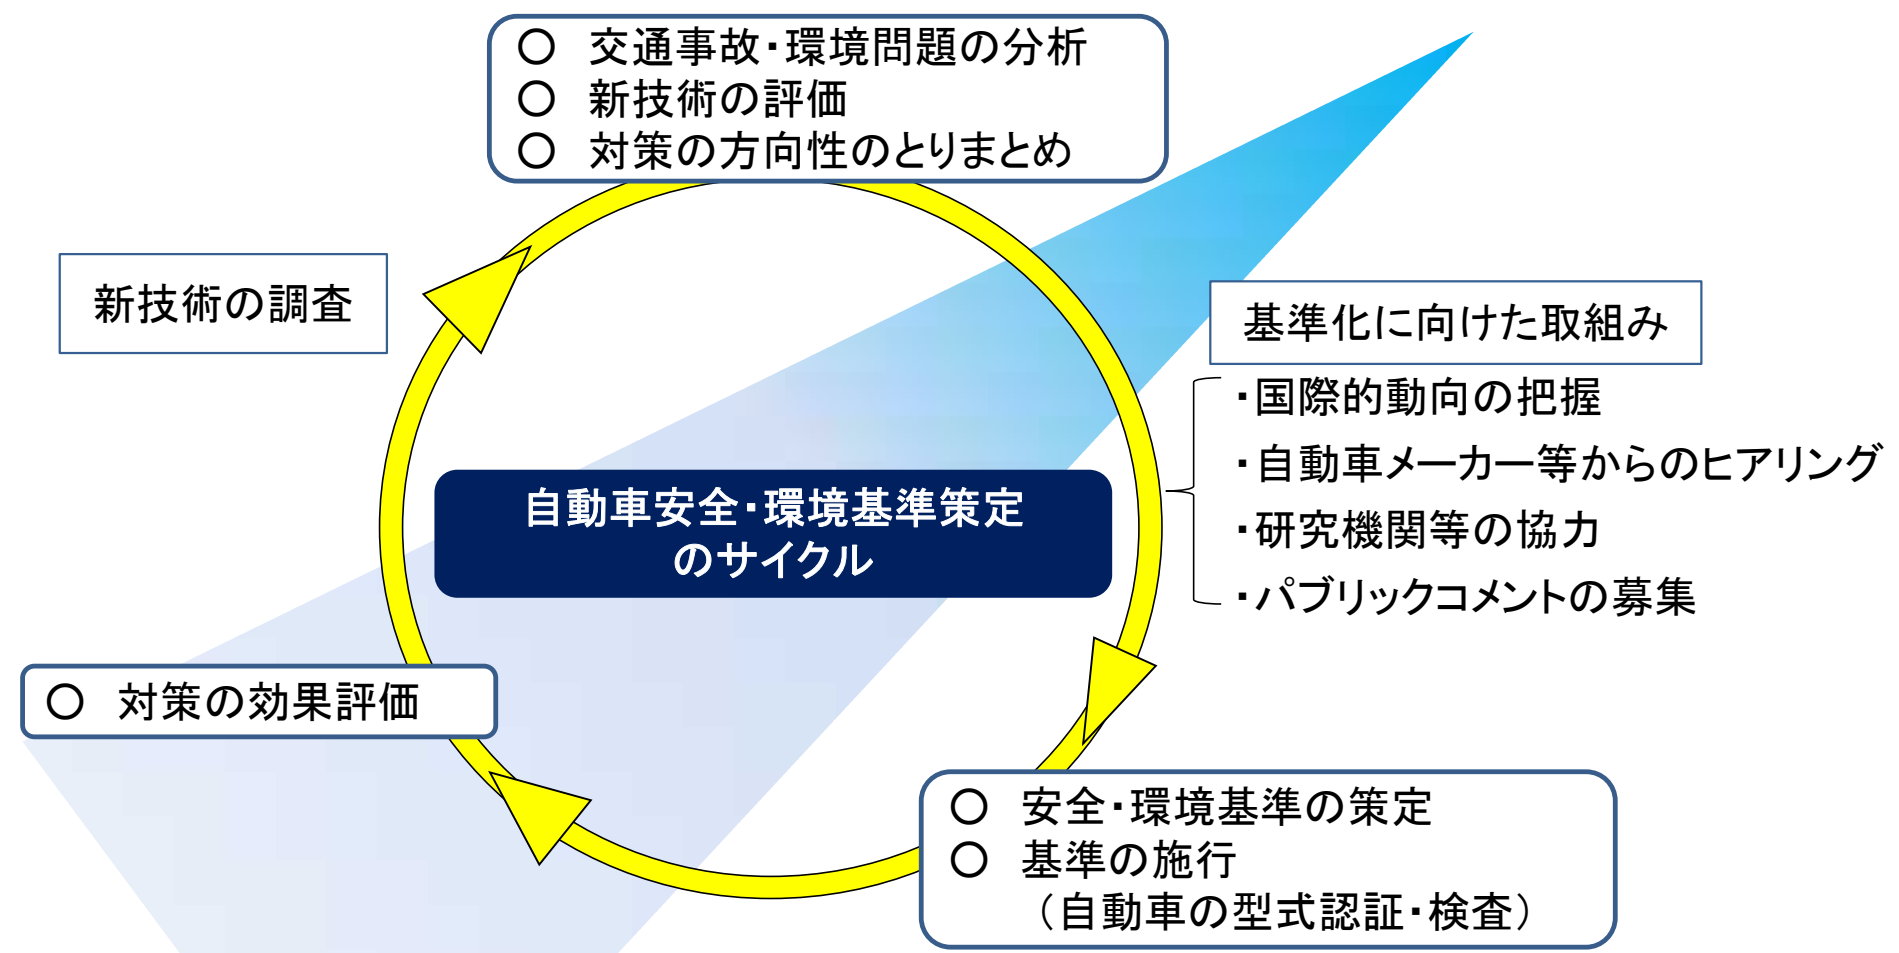 ○ 交通事故・環境問題の分析
○ 新技術の評価
○ 対策の方向性のとりまとめ
新技術の調査
基準化に向けた取組み
・国際的動向の把握
・自動車メーカー等からのヒアリング
・研究機関等の協力
・パブリックコメントの募集
自動車安全・環境基準策定
のサイクル
○ 対策の効果評価
○ 安全・環境基準の策定
○ 基準の施行
（自動車の型式認証・検査）